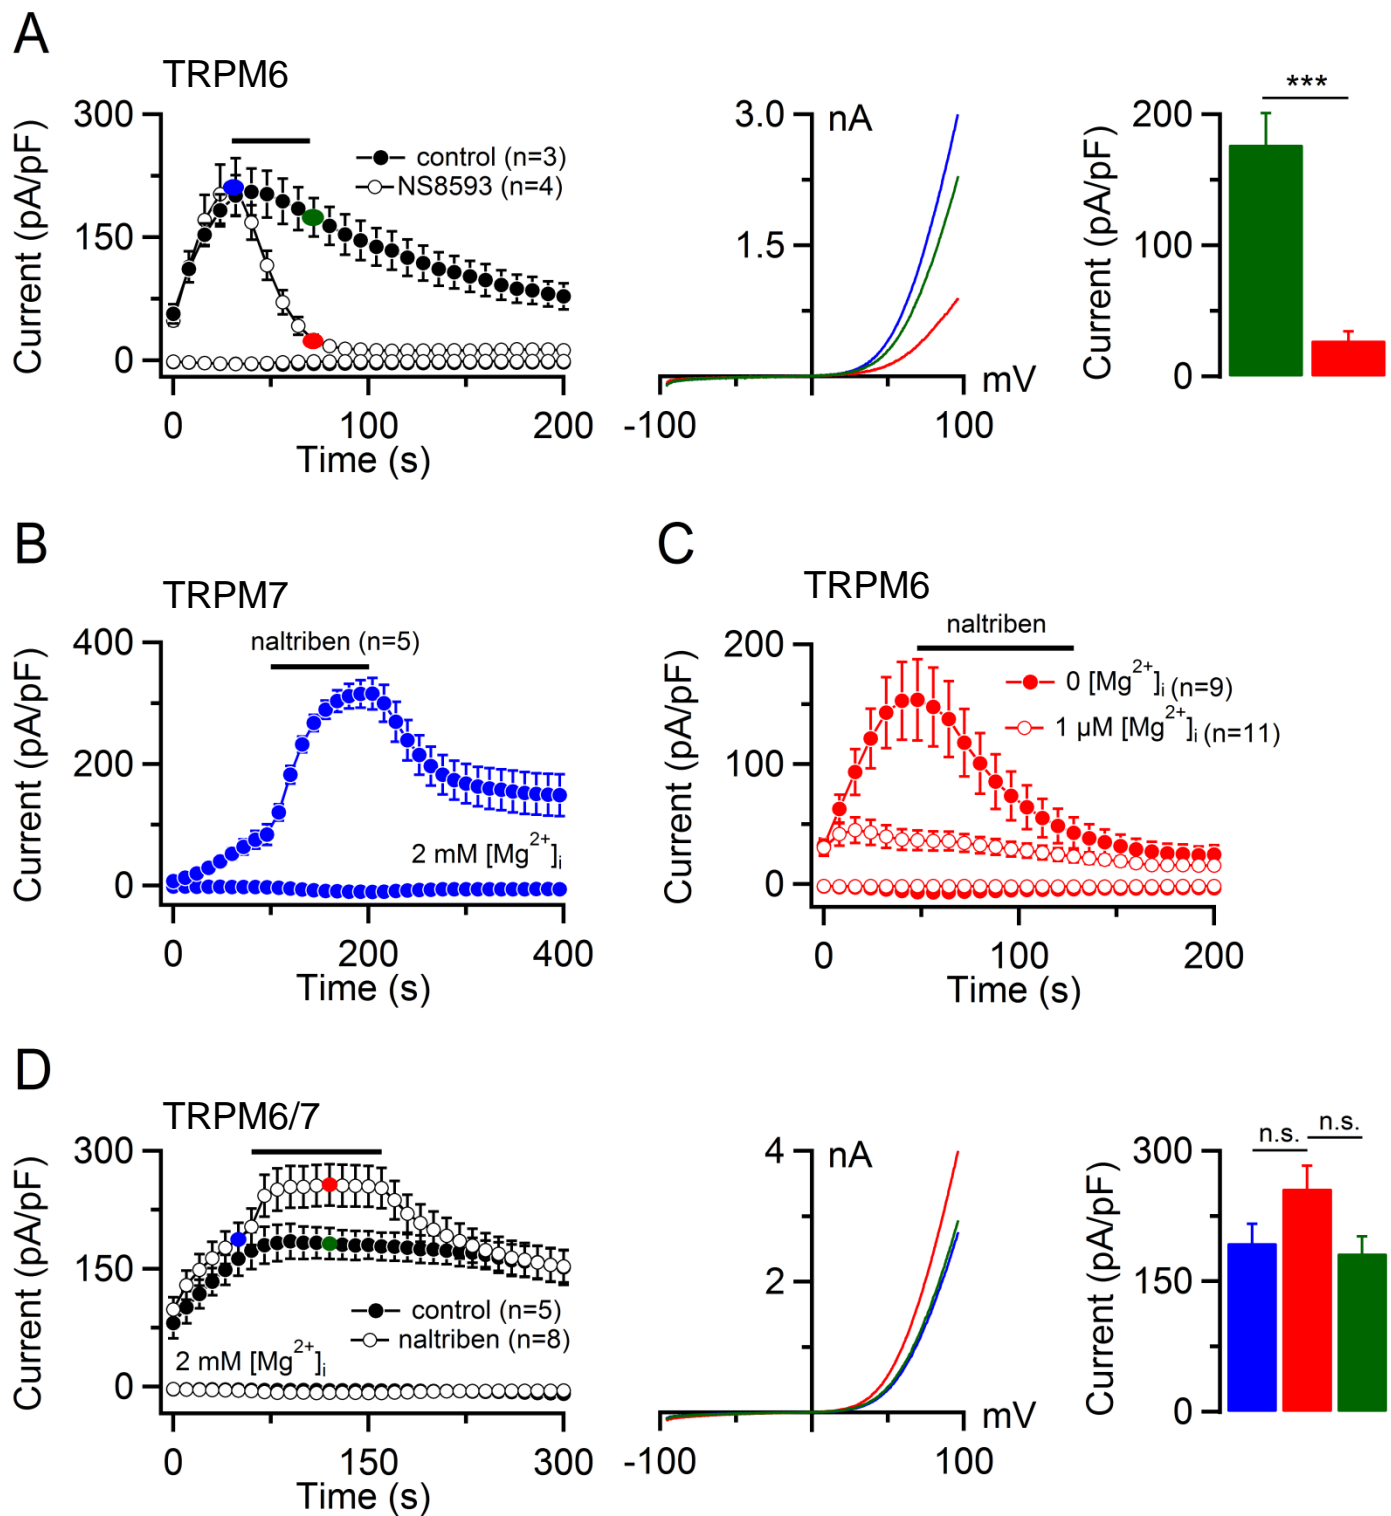 A
TRPM6
300
150
0
Current (pA/pF)
control (n=3)
NS8593 (n=4)
0
100
200
Time (s)
3.0
nA
1.5
mV
-100
100
***
200
100
0
Current (pA/pF)
B
TRPM7
400
200
0
Current (pA/pF)
naltriben (n=5)
2 mM [Mg²⁺]ᵢ
0
200
400
Time (s)
C
TRPM6
200
100
0
Current (pA/pF)
naltriben
0 [Mg²⁺]ᵢ (n=9)
1 µM [Mg²⁺]ᵢ (n=11)
0
100
200
Time (s)
D
TRPM6/7
300
150
0
Current (pA/pF)
control (n=5)
naltriben (n=8)
2 mM [Mg²⁺]ᵢ
0
150
300
Time (s)
4
nA
2
mV
-100
100
n.s.
n.s.
300
150
0
Current (pA/pF)